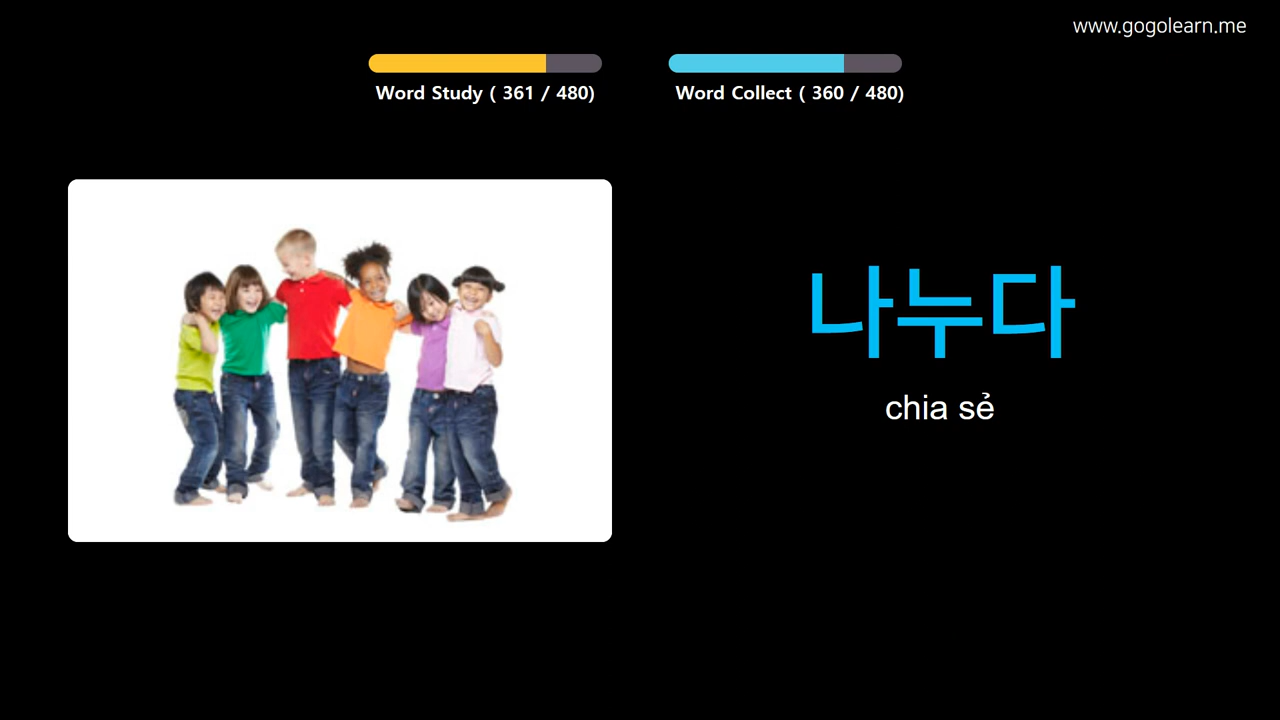 www.gogolearn.me
Word Study ( 361 / 480)
Word Collect ( 360 / 480)
나누다
chia sẻ